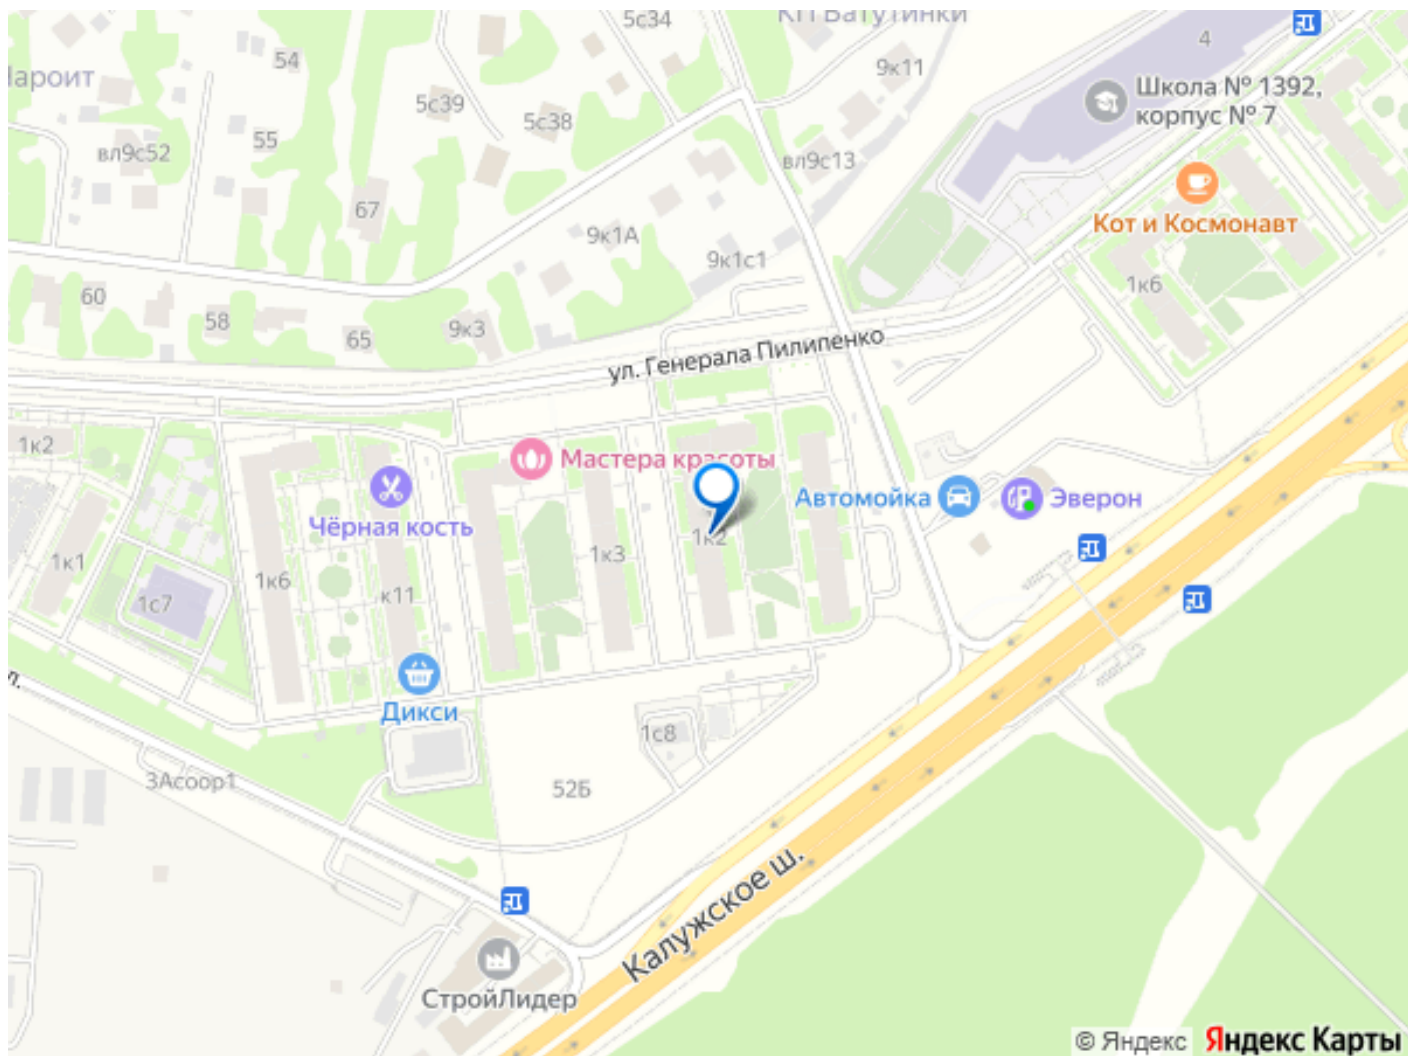 5с34
КП Ватутинки
4
54
9к11
Нароит
5с39
5с38
Школа № 1392,
корпус № 7
55
вл9с52
вл9с13
67
Кот и Космонавт
9к1А
9к1с1
1к6
60
58
65
9к3
ул. Генерала Пилипенко
1к2
Мастера красоты
Чёрная кость
Автомойка
Эверон
1к2
1к3
1к1
1к6
к11
1с7
л.
Дикси
1с8
3Асоор1
52Б
Калужское ш.
СтройЛидер
© Яндекс Яндекс Карты